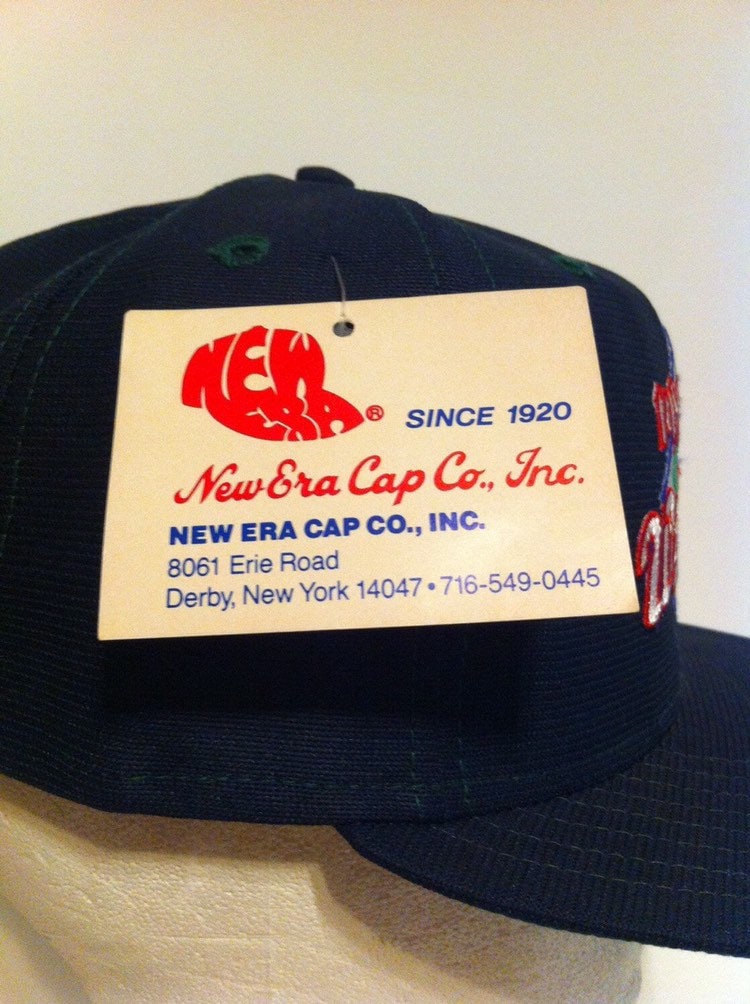 NEW
ERA®
SINCE 1920
New Era Cap Co., Inc.
NEW ERA CAP CO., INC.
8061 Erie Road
Derby, New York 14047 • 716-549-0445